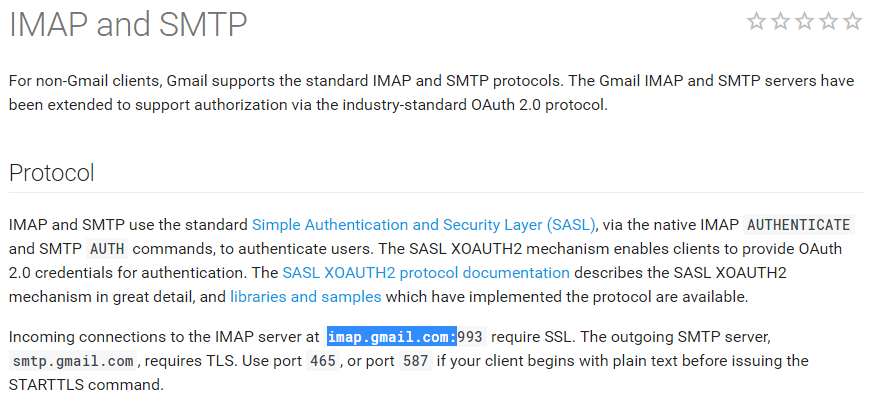 IMAP and SMTP
For non-Gmail clients, Gmail supports the standard IMAP and SMTP protocols. The Gmail IMAP and SMTP servers have
been extended to support authorization via the industry-standard OAuth 2.0 protocol.
Protocol
IMAP and SMTP use the standard Simple Authentication and Security Layer (SASL), via the native IMAP AUTHENTICATE
and SMTP AUTH commands, to authenticate users. The SASL XOAUTH2 mechanism enables clients to provide OAuth
2.0 credentials for authentication. The SASL XOAUTH2 protocol documentation describes the SASL XOAUTH2
mechanism in great detail, and libraries and samples which have implemented the protocol are available.
Incoming connections to the IMAP server at imap.gmail.com:993 require SSL. The outgoing SMTP server,
smtp.gmail.com, requires TLS. Use port 465, or port 587 if your client begins with plain text before issuing the
STARTTLS command.